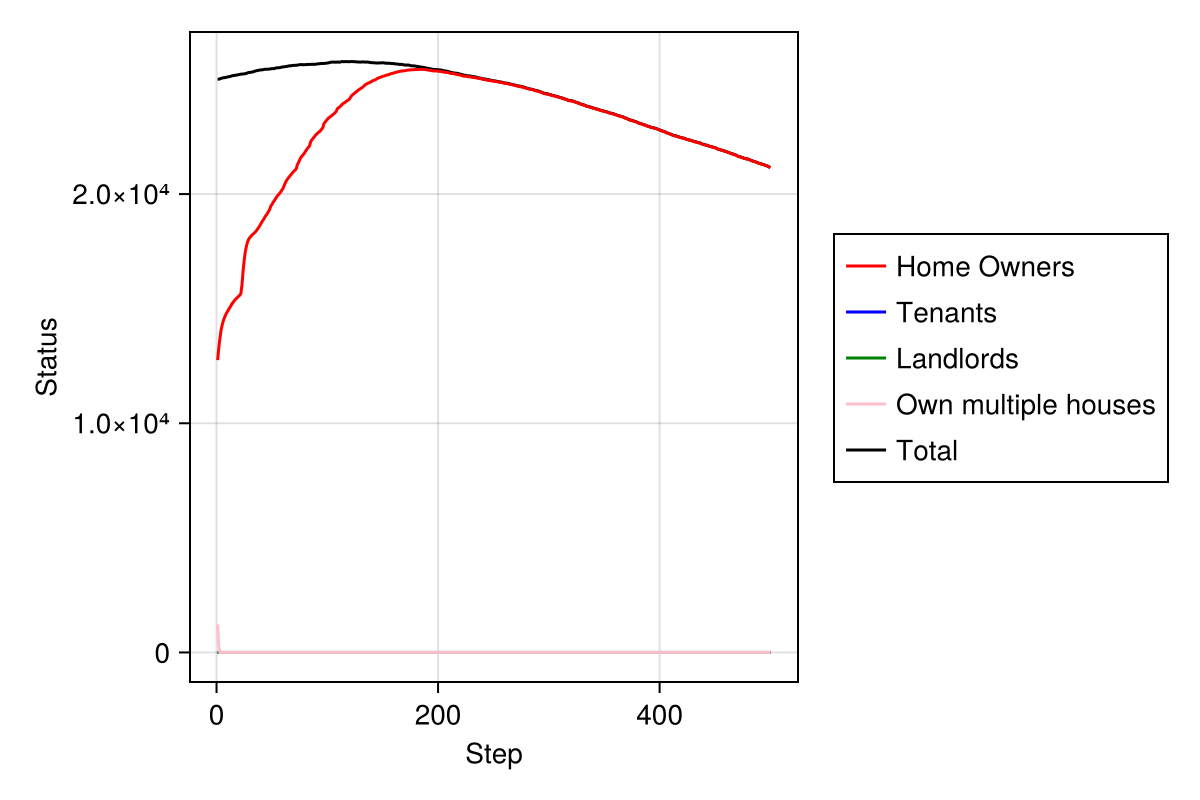 2.0×10⁴
1.0×10⁴
0
Status
0
200
400
Step
Home Owners
Tenants
Landlords
Own multiple houses
Total